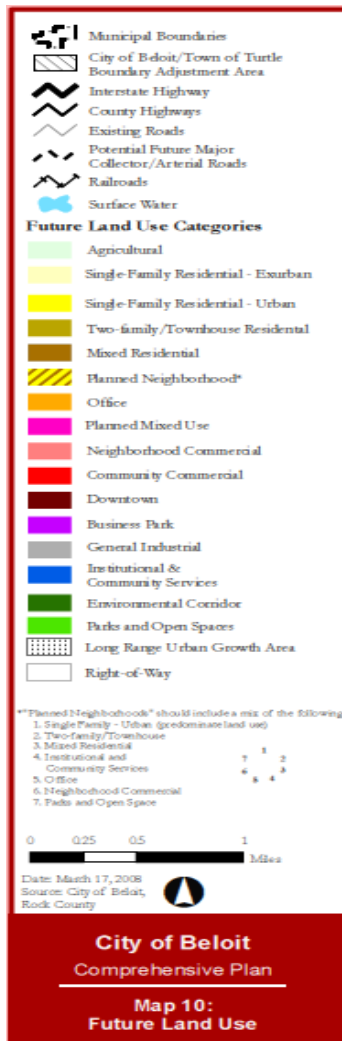 Municipal Boundaries
City of Beloit/Town of Turtle
Boundary Adjustment Area
Interstate Highway
County Highways
Existing Roads
Potential Future Major
Collector/Arterial Roads
Railroads
Surface Water
Future Land Use Categories
Agricultural
Single-Family Residential - Exurban
Single-Family Residential - Urban
Two-family/Townhouse Residental
Mixed Residential
Planned Neighborhood*
Office
Planned Mixed Use
Neighborhood Commercial
Community Commercial
Downtown
Business Park
General Industrial
Institutional &
Community Services
Environmental Corridor
Parks and Open Spaces
Long Range Urban Growth Area
Right-of-Way
*"Planned Neighborhoods" should include a mix of the following:
1. Single Family - Urban (predominate land use)
2. Two-family/Townhouse
3. Mixed Residential
4. Institutional and
Community Services
5. Office
6. Neighborhood Commercial
7. Parks and Open Space
1
7 2
6 3
5 4
0 0.25 0.5 1
Miles
Date: March 17, 2008
Source: City of Beloit,
Rock County
City of Beloit
Comprehensive Plan
Map 10:
Future Land Use